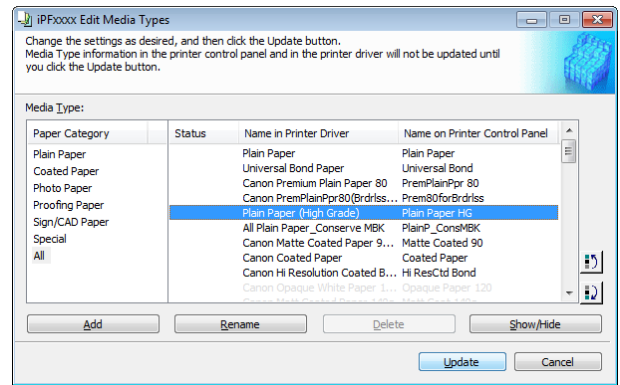 iPFxxxx Edit Media Types
Change the settings as desired, and then click the Update button.
Media Type information in the printer control panel and in the printer driver will not be updated until
you click the Update button.
Media Type:
Paper Category Status Name in Printer Driver Name on Printer Control Panel
Plain Paper
Coated Paper
Photo Paper
Proofing Paper
Sign/CAD Paper
Special
All
Plain Paper Plain Paper
Universal Bond Paper Universal Bond
Canon Premium Plain Paper 80 PremPlainPpr 80
Canon PremPlainPpr80(Brdrlss... Prem80forBrdrlss
Plain Paper (High Grade) Plain Paper HG
All Plain Paper_Conserve MBK PlainP_ConsMBK
Canon Matte Coated Paper 9... Matte Coated 90
Canon Coated Paper Coated Paper
Canon Hi Resolution Coated B... Hi ResCtd Bond
Canon Opaque White Paper 1... Opaque Paper 120
Add Rename Delete Show/Hide
Update Cancel